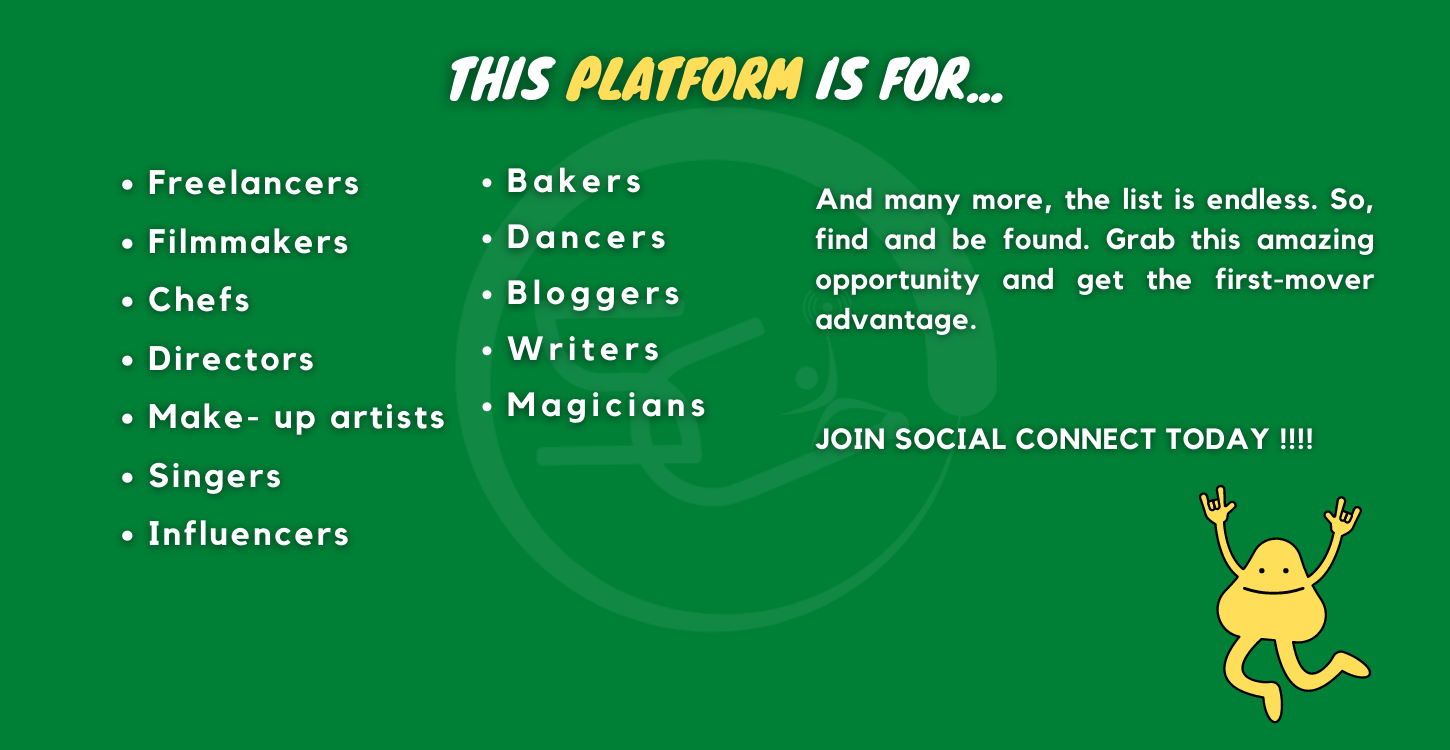 THIS PLATFORM IS FOR...
• Freelancers
• Filmmakers
• Chefs
• Directors
• Make- up artists
• Singers
• Influencers
• Bakers
• Dancers
• Bloggers
• Writers
• Magicians
And many more, the list is endless. So,
find and be found. Grab this amazing
opportunity and get the first-mover
advantage.
JOIN SOCIAL CONNECT TODAY !!!!